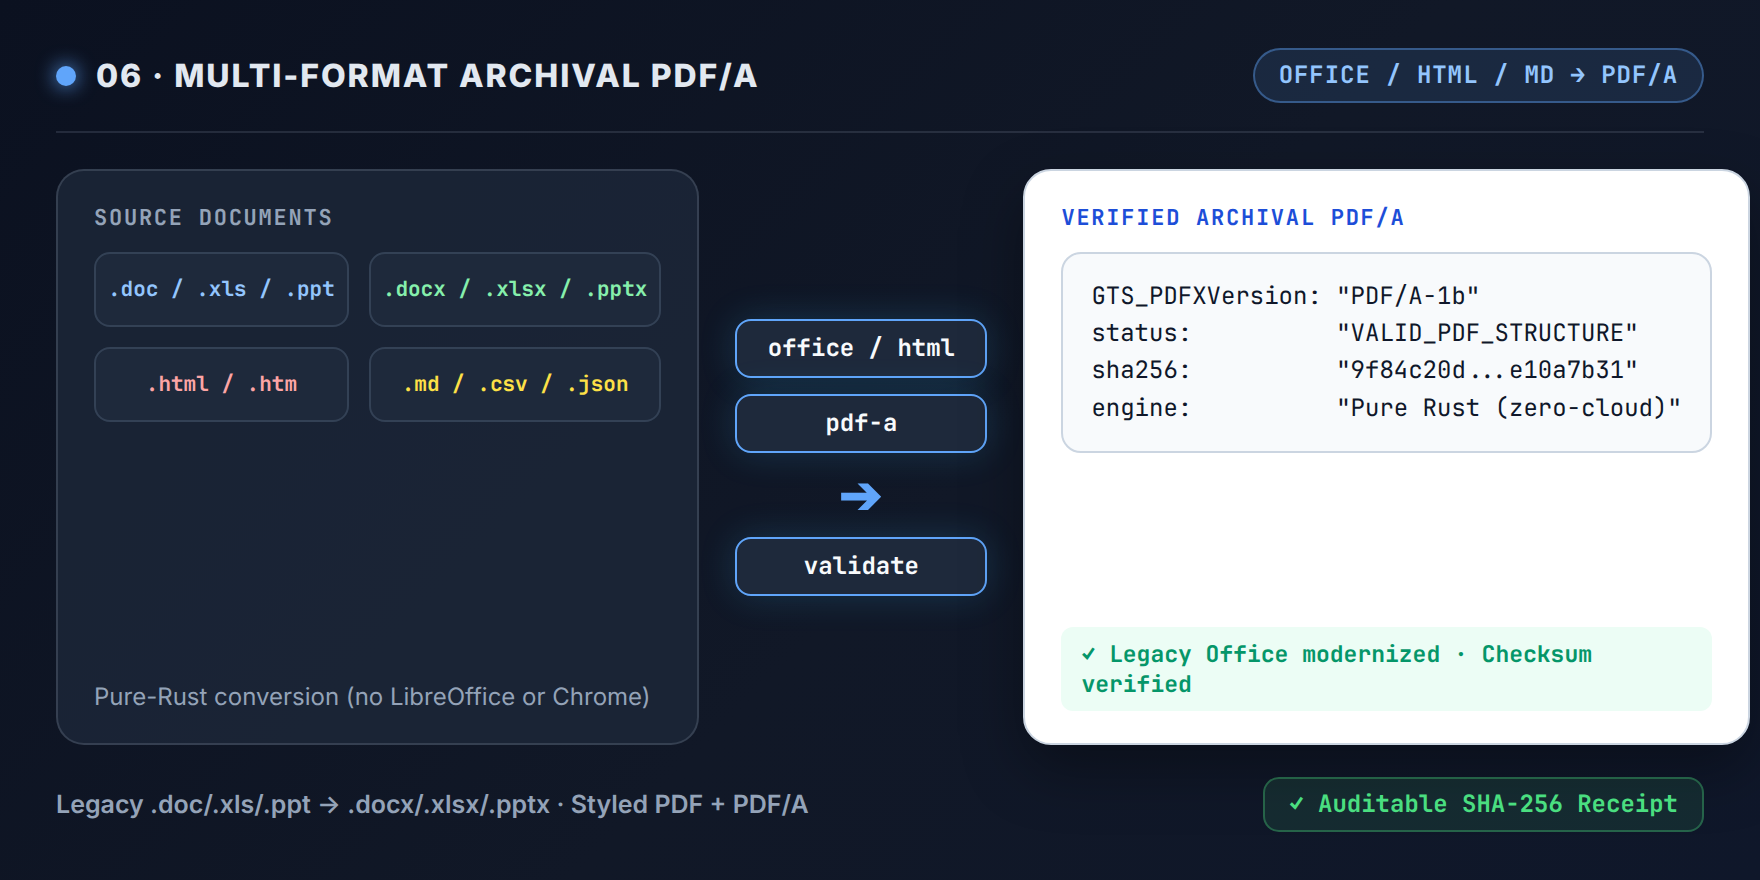 06 · MULTI-FORMAT ARCHIVAL PDF/A
OFFICE / HTML / MD → PDF/A
SOURCE DOCUMENTS
.doc / .xls / .ppt
.docx / .xlsx / .pptx
.html / .htm
.md / .csv / .json
Pure-Rust conversion (no LibreOffice or Chrome)
office / html
pdf-a
➔
validate
VERIFIED ARCHIVAL PDF/A
GTS_PDFXVersion: "PDF/A-1b"
status: "VALID_PDF_STRUCTURE"
sha256: "9f84c20d...e10a7b31"
engine: "Pure Rust (zero-cloud)"
✓ Legacy Office modernized · Checksum
verified
Legacy .doc/.xls/.ppt → .docx/.xlsx/.pptx · Styled PDF + PDF/A
✓ Auditable SHA-256 Receipt